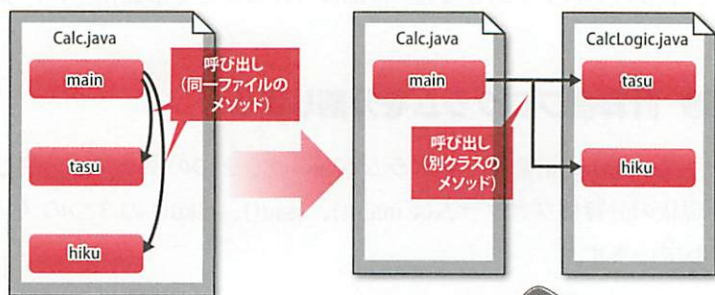 Calc.java
main
呼び出し
(同一ファイルの
メソッド)
tasu
hiku
Calc.java
main
呼び出し
(別クラスの
メソッド)
CalcLogic.java
tasu
hiku